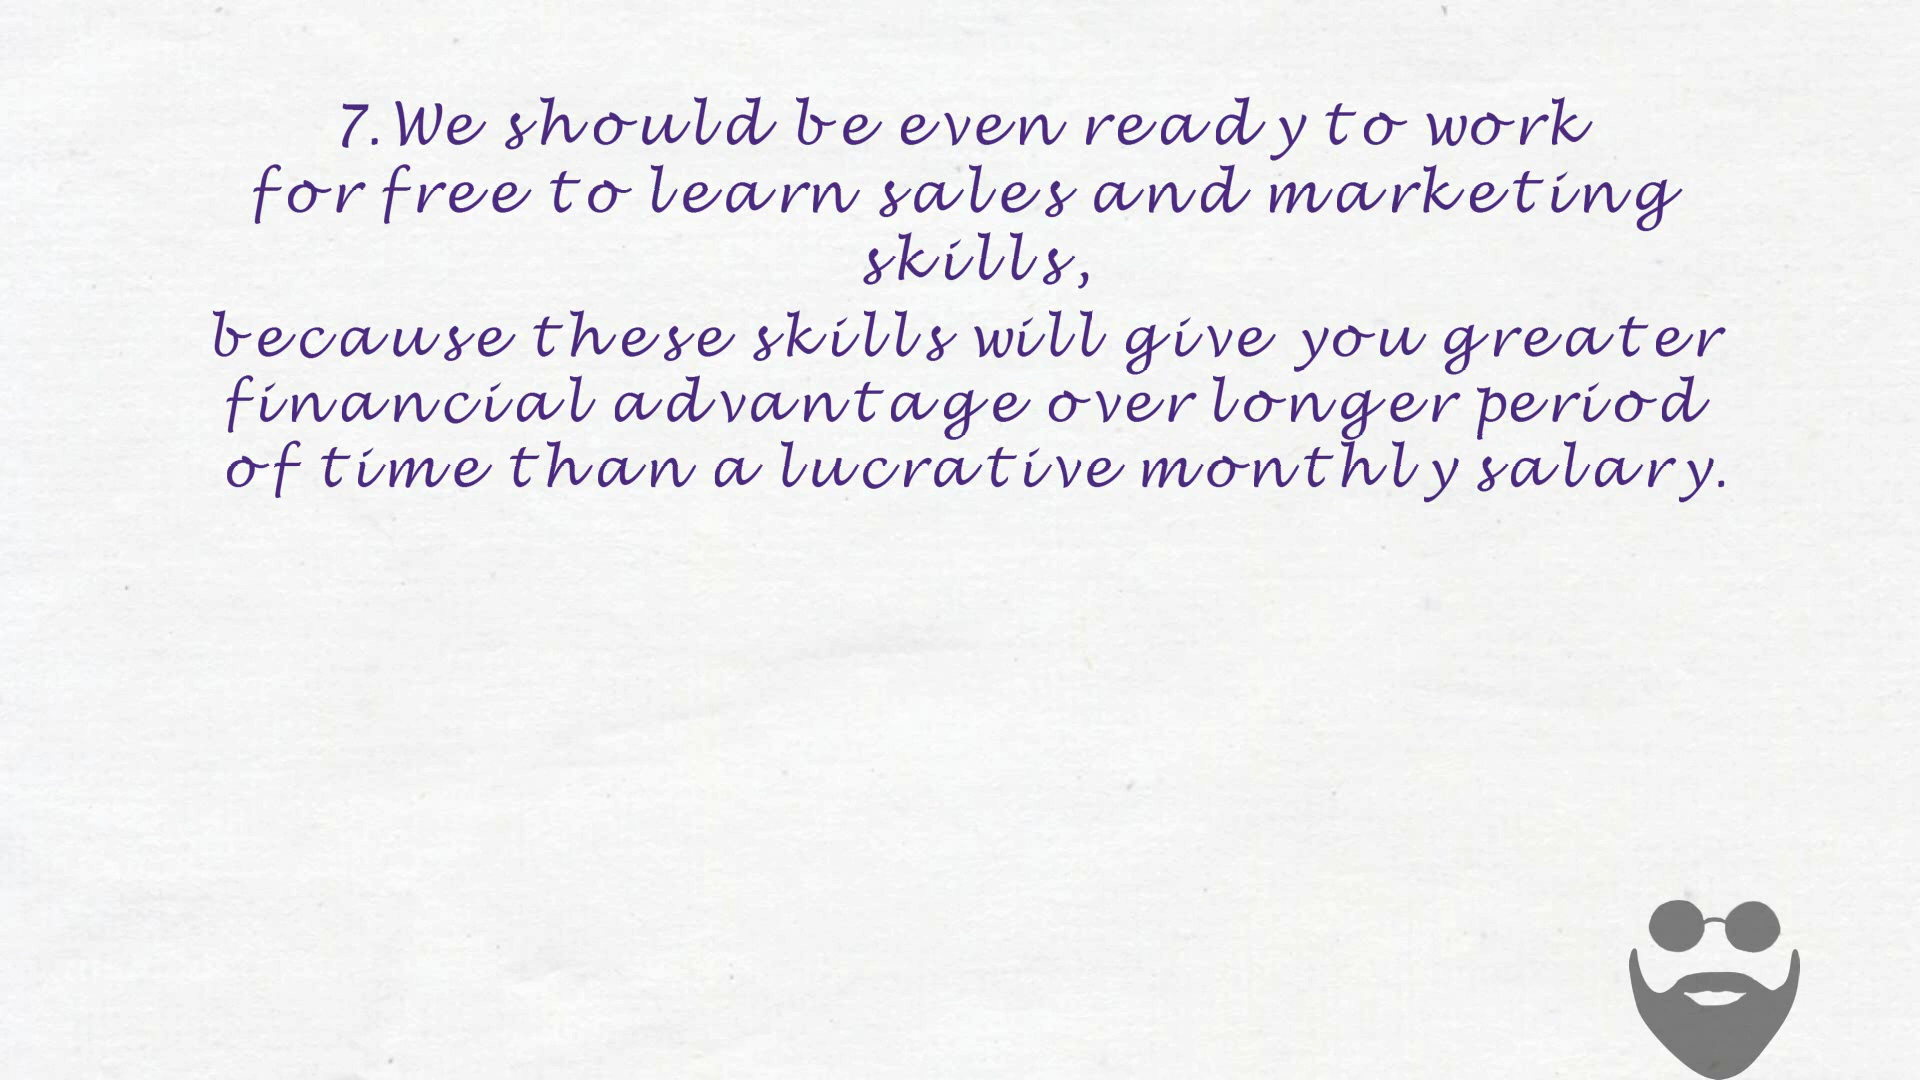 7.We should be even ready to work
for free to learn sales and marketing
skills,
because these skills will give you greater
financial advantage over longer period
of time than a lucrative monthly salary.